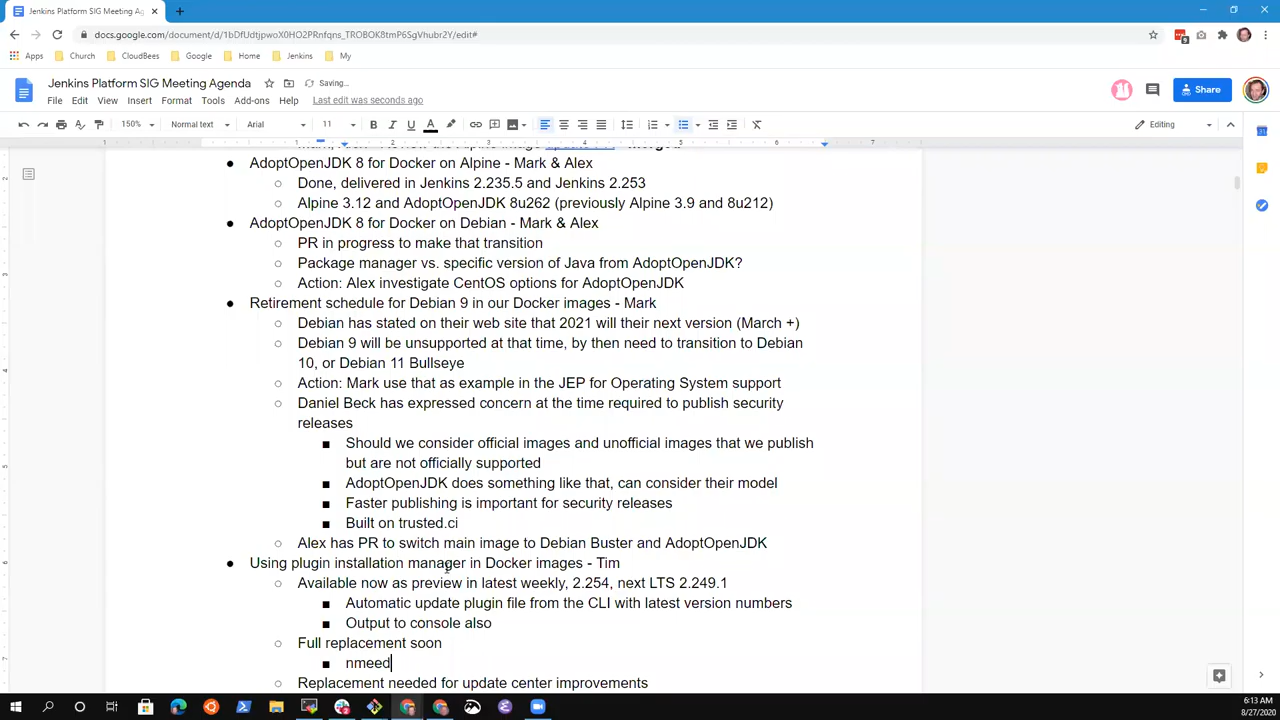 Jenkins Platform SIG Meeting Ag
docs.google.com/document/d/1bDfUdtjpwoX0HO2PRnfqns_TROBOK8tmP6SgVhubr2Y/edit#
Apps Church CloudBees Google Home Jenkins My
Jenkins Platform SIG Meeting Agenda Saving...
File Edit View Insert Format Tools Add-ons Help Last edit was seconds ago
Share
150% Normal text Arial 11 Editing
1 1 2 3 4 5 6 7
AdoptOpenJDK 8 for Docker on Alpine - Mark & Alex
Done, delivered in Jenkins 2.235.5 and Jenkins 2.253
Alpine 3.12 and AdoptOpenJDK 8u262 (previously Alpine 3.9 and 8u212)
AdoptOpenJDK 8 for Docker on Debian - Mark & Alex
PR in progress to make that transition
Package manager vs. specific version of Java from AdoptOpenJDK?
Action: Alex investigate CentOS options for AdoptOpenJDK
Retirement schedule for Debian 9 in our Docker images - Mark
Debian has stated on their web site that 2021 will their next version (March +)
Debian 9 will be unsupported at that time, by then need to transition to Debian
10, or Debian 11 Bullseye
Action: Mark use that as example in the JEP for Operating System support
Daniel Beck has expressed concern at the time required to publish security
releases
Should we consider official images and unofficial images that we publish
but are not officially supported
AdoptOpenJDK does something like that, can consider their model
Faster publishing is important for security releases
Built on trusted.ci
Alex has PR to switch main image to Debian Buster and AdoptOpenJDK
Using plugin installation manager in Docker images - Tim
Available now as preview in latest weekly, 2.254, next LTS 2.249.1
Automatic update plugin file from the CLI with latest version numbers
Output to console also
Full replacement soon
nmeed
Replacement needed for update center improvements
6:13 AM
8/27/2020